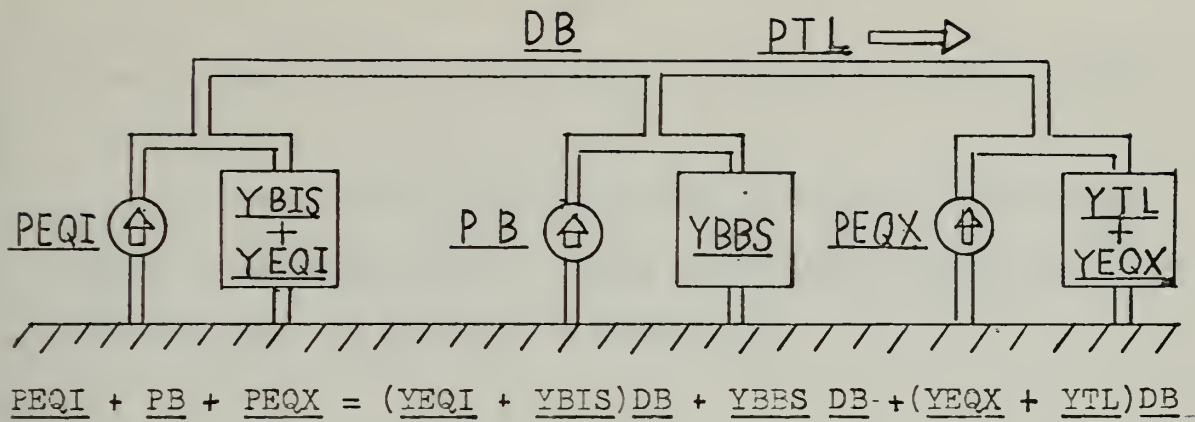 DB PTL
YBIS YTL
PEQI + PB YBBS PEQX +
YEQI YEQX
PEQI + PB + PEQX = (YEQI + YBIS)DB + YBBS DB +(YEQX + YTL)DB